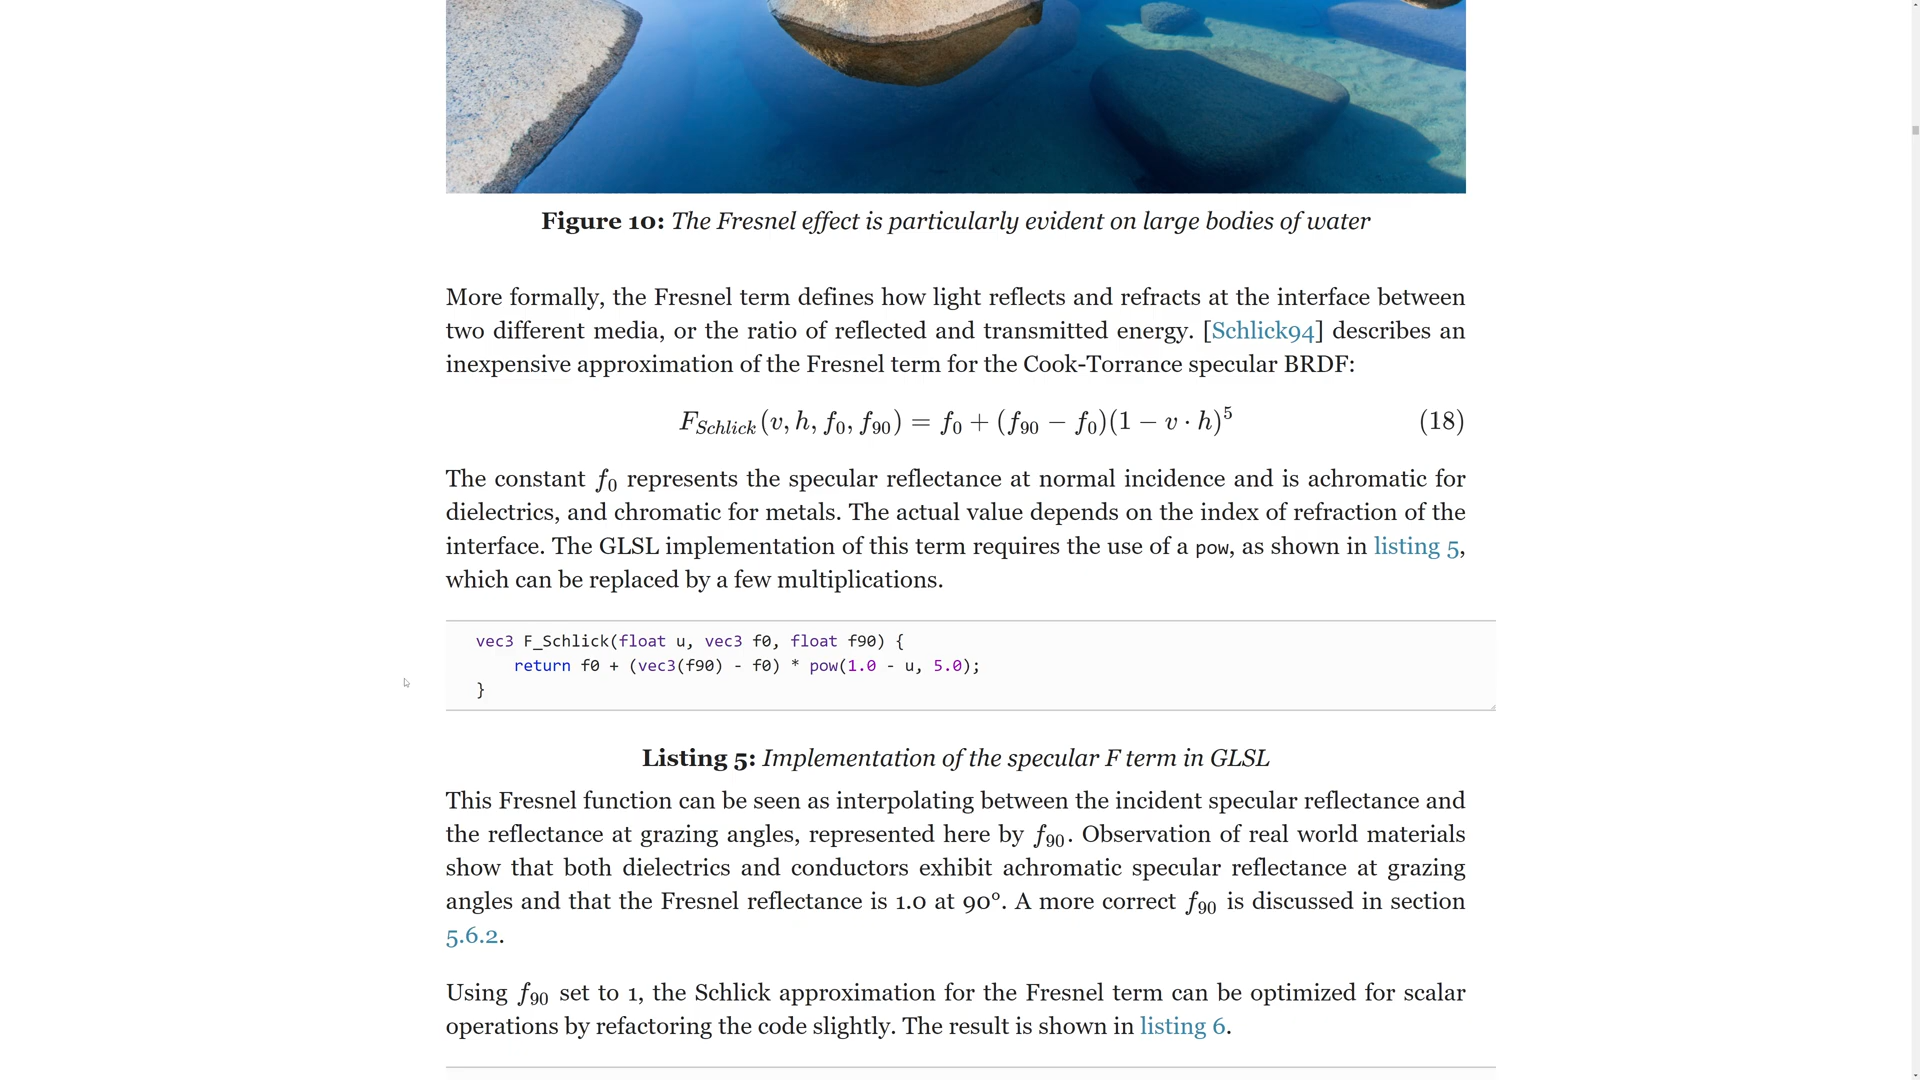 Figure 10: The Fresnel effect is particularly evident on large bodies of water
More formally, the Fresnel term defines how light reflects and refracts at the interface between
two different media, or the ratio of reflected and transmitted energy. [Schlick94] describes an
inexpensive approximation of the Fresnel term for the Cook-Torrance specular BRDF:
F_Schlick(v, h, f₀, f₉₀) = f₀ + (f₉₀ − f₀)(1 − v · h)⁵ (18)
The constant f₀ represents the specular reflectance at normal incidence and is achromatic for
dielectrics, and chromatic for metals. The actual value depends on the index of refraction of the
interface. The GLSL implementation of this term requires the use of a pow, as shown in listing 5,
which can be replaced by a few multiplications.
vec3 F_Schlick(float u, vec3 f0, float f90) {
    return f0 + (vec3(f90) - f0) * pow(1.0 - u, 5.0);
}
Listing 5: Implementation of the specular F term in GLSL
This Fresnel function can be seen as interpolating between the incident specular reflectance and
the reflectance at grazing angles, represented here by f₉₀. Observation of real world materials
show that both dielectrics and conductors exhibit achromatic specular reflectance at grazing
angles and that the Fresnel reflectance is 1.0 at 90°. A more correct f₉₀ is discussed in section
5.6.2.
Using f₉₀ set to 1, the Schlick approximation for the Fresnel term can be optimized for scalar
operations by refactoring the code slightly. The result is shown in listing 6.